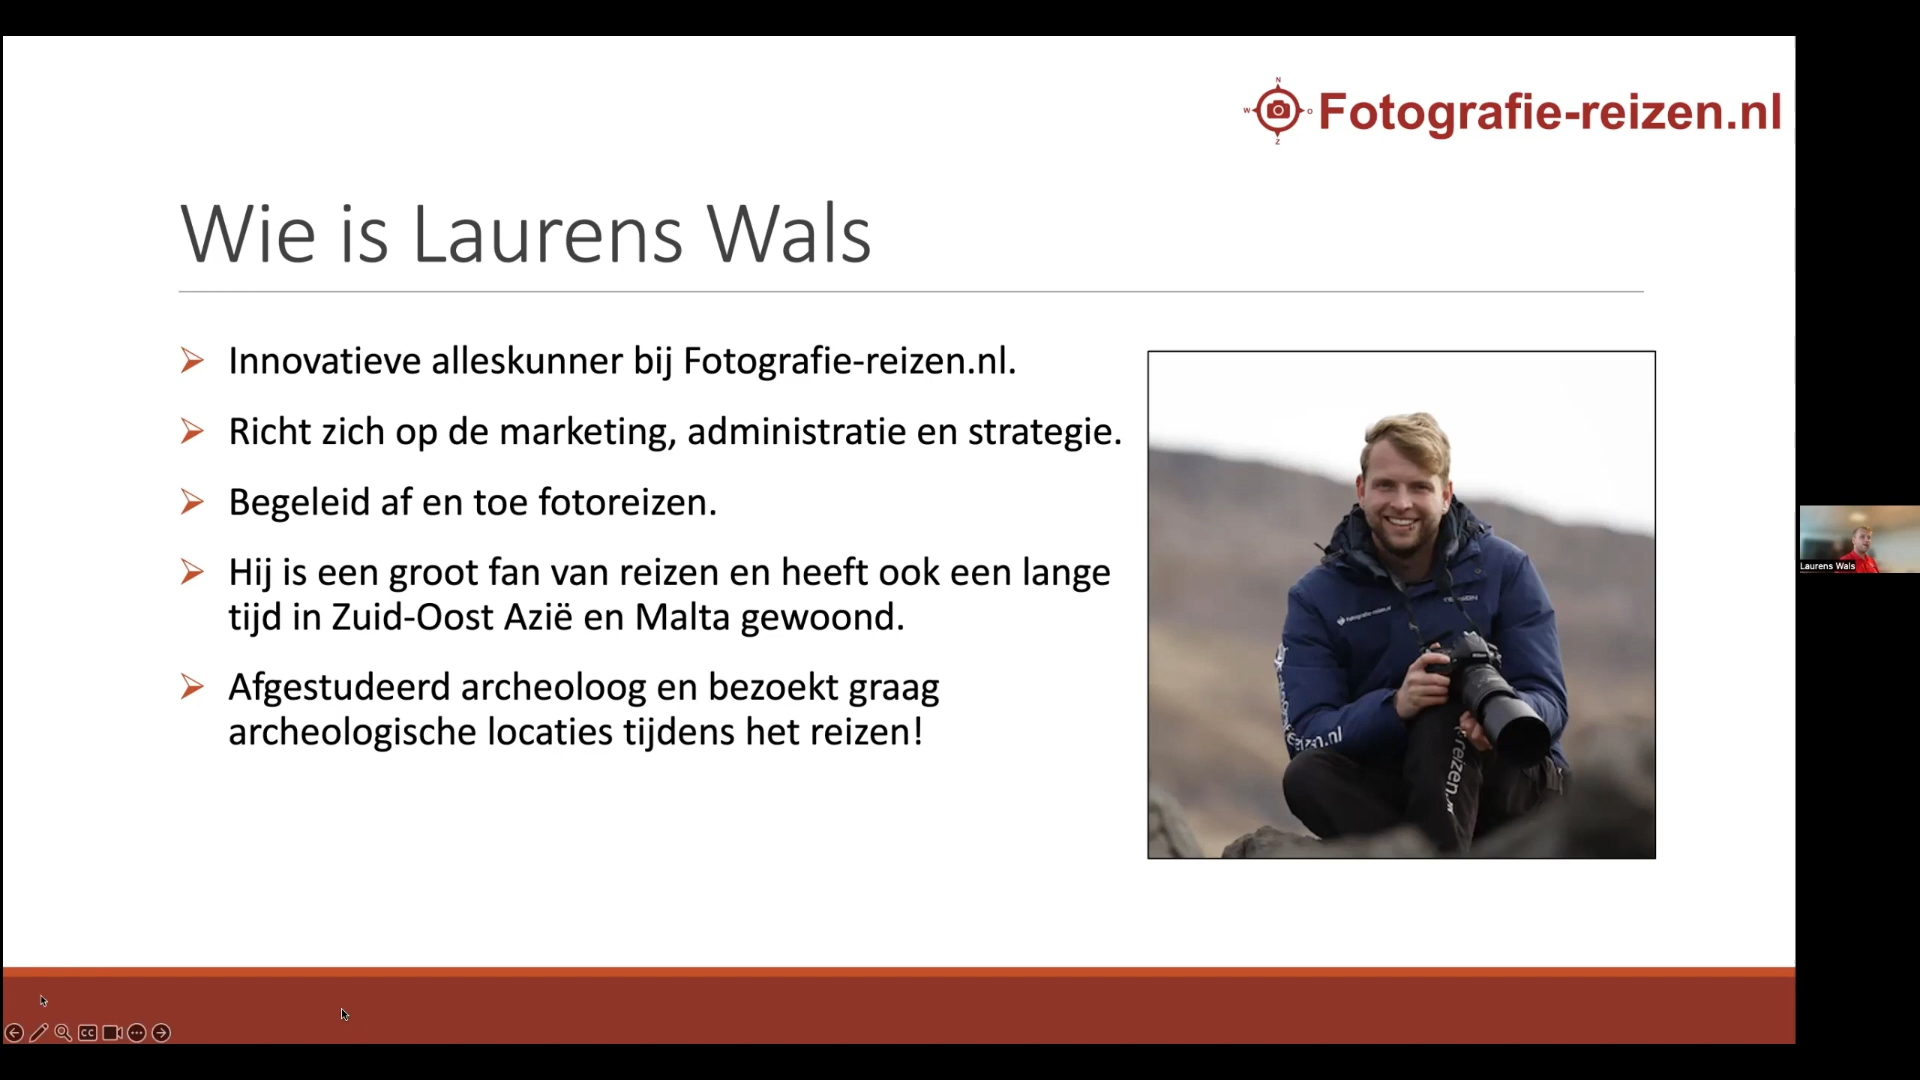 N
W
O
Z
Fotografie-reizen.nl
Wie is Laurens Wals
Innovatieve alleskunner bij Fotografie-reizen.nl.
Richt zich op de marketing, administratie en strategie.
Begeleid af en toe fotoreizen.
Hij is een groot fan van reizen en heeft ook een lange
tijd in Zuid-Oost Azië en Malta gewoond.
Afgestudeerd archeoloog en bezoekt graag
archeologische locaties tijdens het reizen!
Laurens Wals
CC